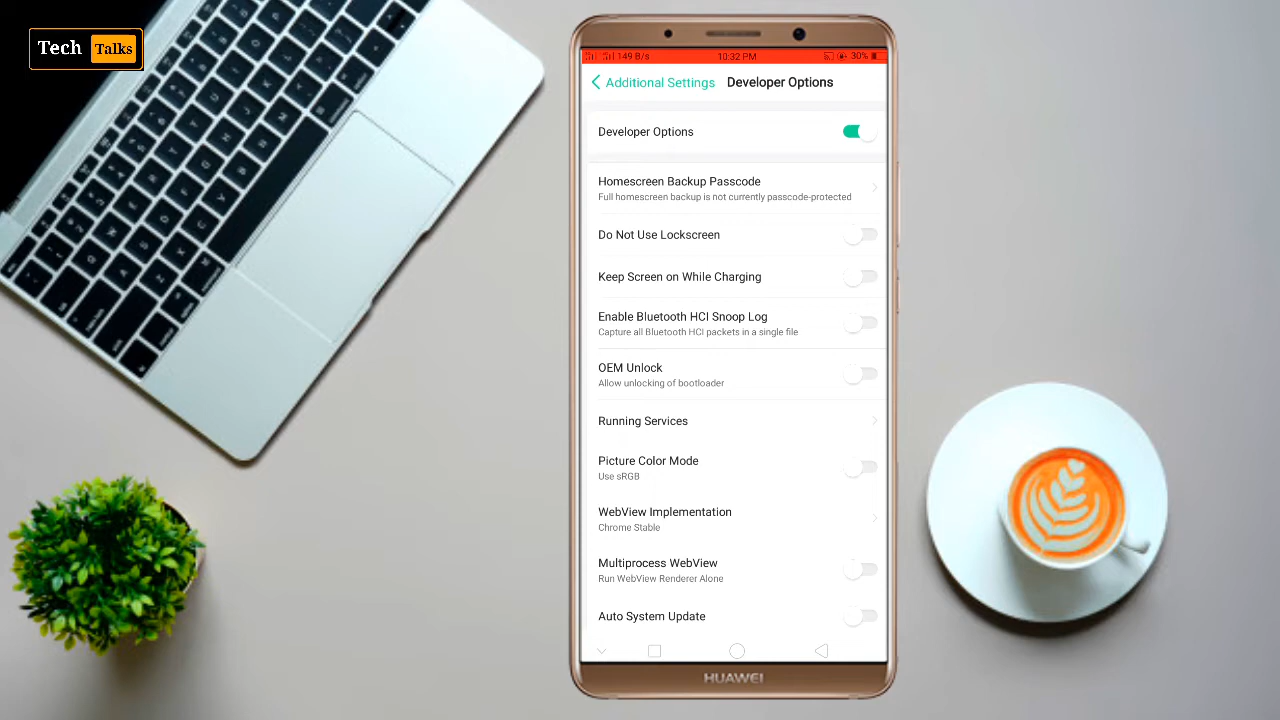 Tech Talks
149 B/s 10:32 PM 30%
Additional Settings Developer Options
Developer Options
Homescreen Backup Passcode
Full homescreen backup is not currently passcode-protected
Do Not Use Lockscreen
Keep Screen on While Charging
Enable Bluetooth HCI Snoop Log
Capture all Bluetooth HCI packets in a single file
OEM Unlock
Allow unlocking of bootloader
Running Services
Picture Color Mode
Use sRGB
WebView Implementation
Chrome Stable
Multiprocess WebView
Run WebView Renderer Alone
Auto System Update
HUAWEI